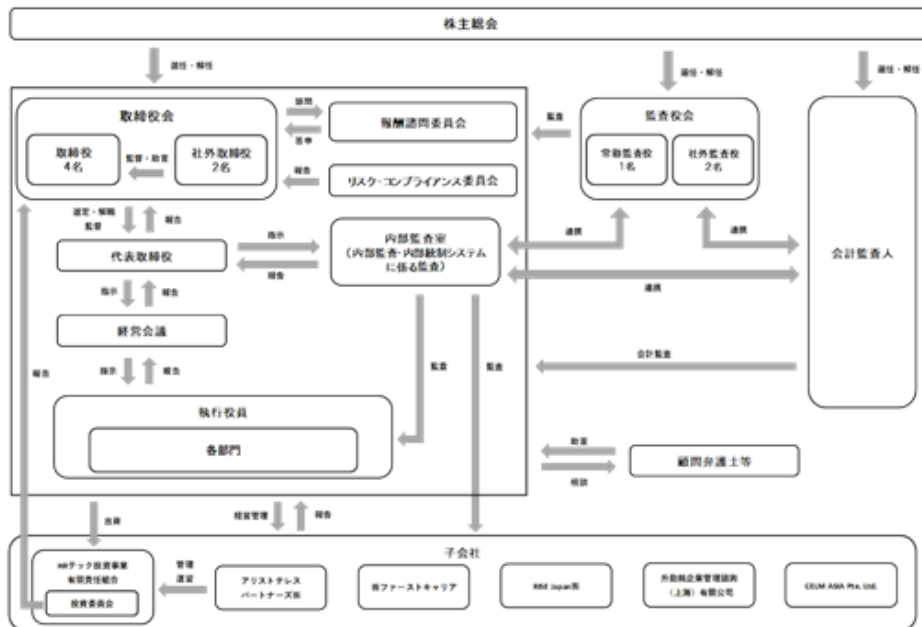 株主総会
選任・解任
選任・解任
選任・解任
取締役会
取締役
4名
監督・助言
社外取締役
2名
諮問
答申
報酬諮問委員会
報告
リスク・コンプライアンス委員会
監査
監査役会
常勤監査役
1名
社外監査役
2名
会計監査人
選定・解職
監督
報告
代表取締役
指示
報告
内部監査室
(内部監査・内部統制システム
に係る監査)
連携
連携
連携
指示
報告
経営会議
指示
報告
報告
監査
監査
会計監査
執行役員
各部門
助言
相談
顧問弁護士等
出資
経営管理
報告
子会社
HRテック投資事業
有限責任組合
投資委員会
管理
運営
アリストテレス
パートナーズ㈱
㈱ファーストキャリア
RISE Japan㈱
(上海)有限公司
CELM ASIA Pte. Ltd.